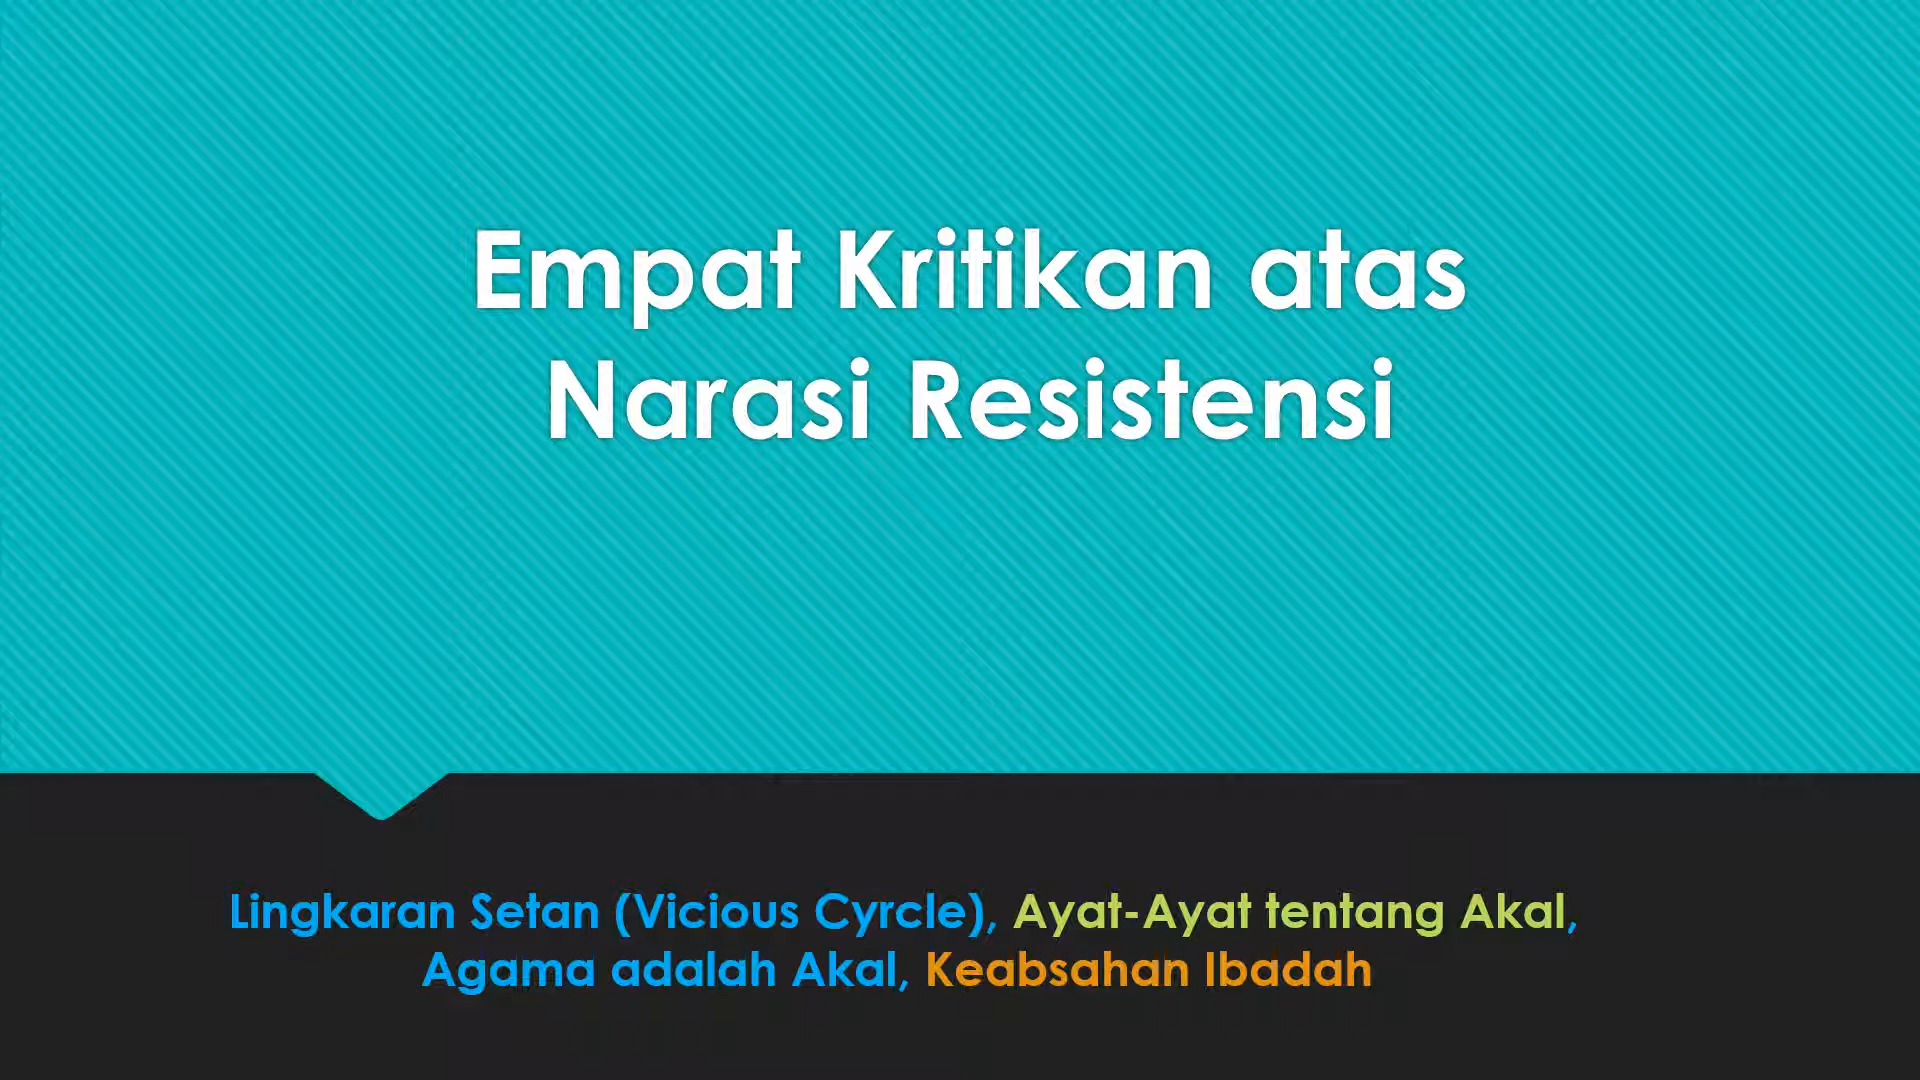 Empat Kritikan atas
Narasi Resistensi
Lingkaran Setan (Vicious Cyrcle), Ayat-Ayat tentang Akal,
Agama adalah Akal, Keabsahan Ibadah